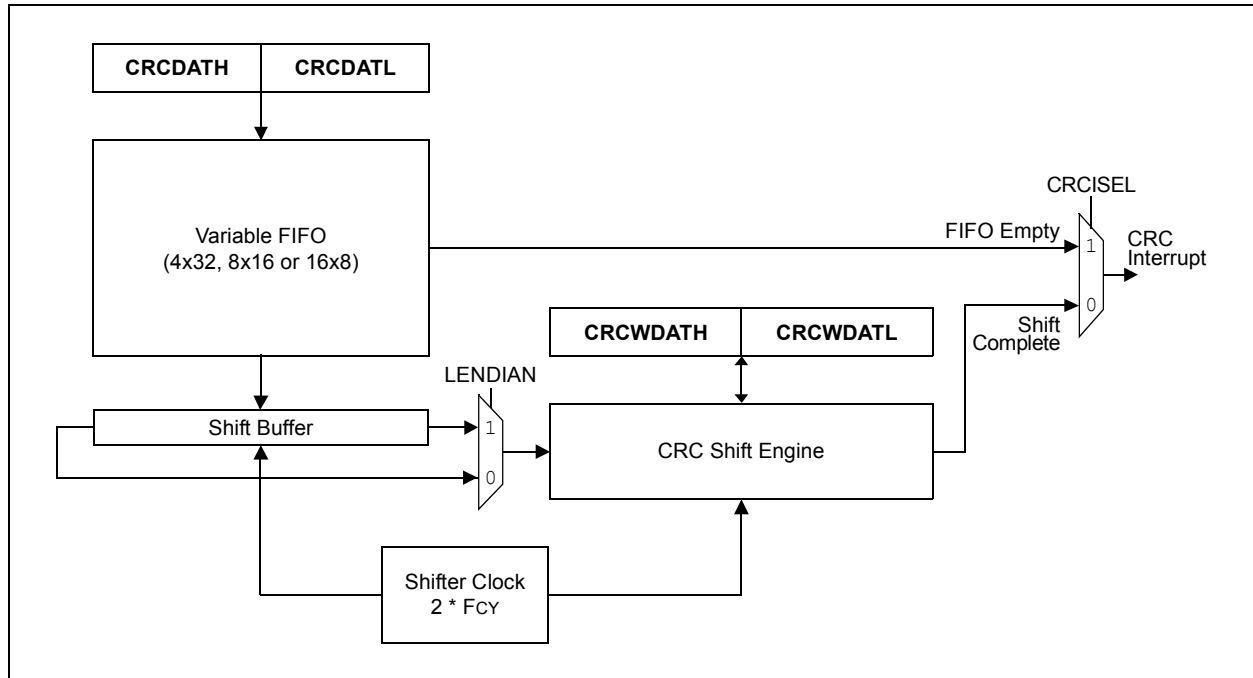 CRCDATH CRCDATL
Variable FIFO
(4x32, 8x16 or 16x8)
CRCISEL
FIFO Empty
1
CRC
Interrupt
0
Shift
Complete
CRCWDATH CRCWDATL
LENDIAN
Shift Buffer
1
0
CRC Shift Engine
Shifter Clock
2 * FCY